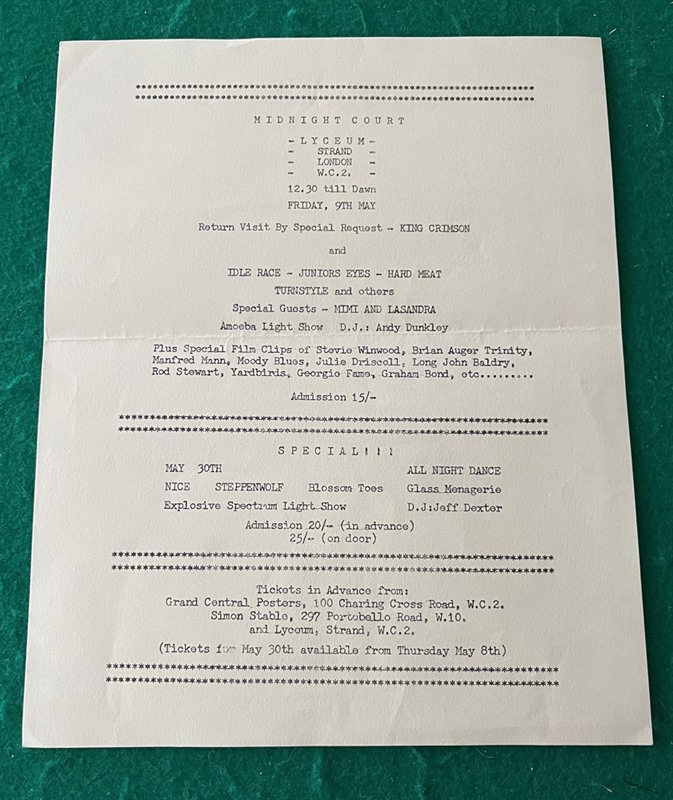 **************************************************************
**************************************************************
M I D N I G H T  C O U R T
- L Y C E U M -
- STRAND -
- LONDON -
- W.C.2. -
12.30 till Dawn
FRIDAY, 9TH MAY
Return Visit By Special Request - KING CRIMSON
and
IDLE RACE - JUNIORS EYES - HARD MEAT
TURNSTYLE and others
Special Guests - MIMI AND LASANDRA
Amoeba Light Show D.J.: Andy Dunkley
Plus Special Film Clips of Stevie Winwood, Brian Auger Trinity,
Manfred Mann, Moody Blues, Julie Driscoll, Long John Baldry,
Rod Stewart, Yardbirds, Georgie Fame, Graham Bond, etc.........
Admission 15/-
**************************************************************
**************************************************************
S P E C I A L ! ! !
MAY 30TH ALL NIGHT DANCE
NICE STEPPENWOLF Blossom Toes Glass Menagerie
Explosive Spectrum Light Show D.J:Jeff Dexter
Admission 20/- (in advance)
25/- (on door)
**************************************************************
**************************************************************
Tickets in Advance from:
Grand Central Posters, 100 Charing Cross Road, W.C.2.
Simon Stable, 297 Portobello Road, W.10.
and Lyceum, Strand, W.C.2.
(Tickets for May 30th available from Thursday May 8th)
**************************************************************
**************************************************************